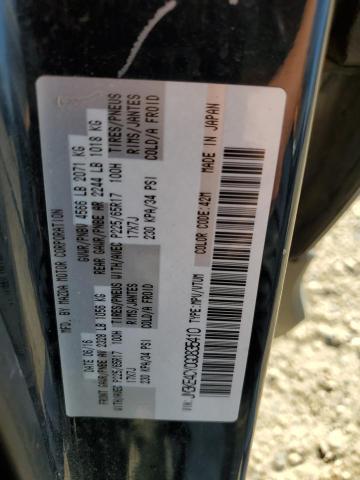 MFD. BY MAZDA MOTOR CORPORATION
DATE 06/16 GVWR/PNBV 4566 LB 2071 KG
FRONT GAWR/PNBE AV 2328 LB 1056 KG REAR GAWR/PNBE AR 2244 LB 1018 KG
WITH/AVEC P225/65R17 100H TIRES/PNEUS WITH/AVEC P225/65R17 100H TIRES/PNEUS
17X7J RIMS/JANTES 17X7J RIMS/JANTES
230 KPA/34 PSI COLD/A FROID 230 KPA/34 PSI COLD/A FROID
TYPE:MPV/VTUM COLOR CODE:42M MADE IN JAPAN